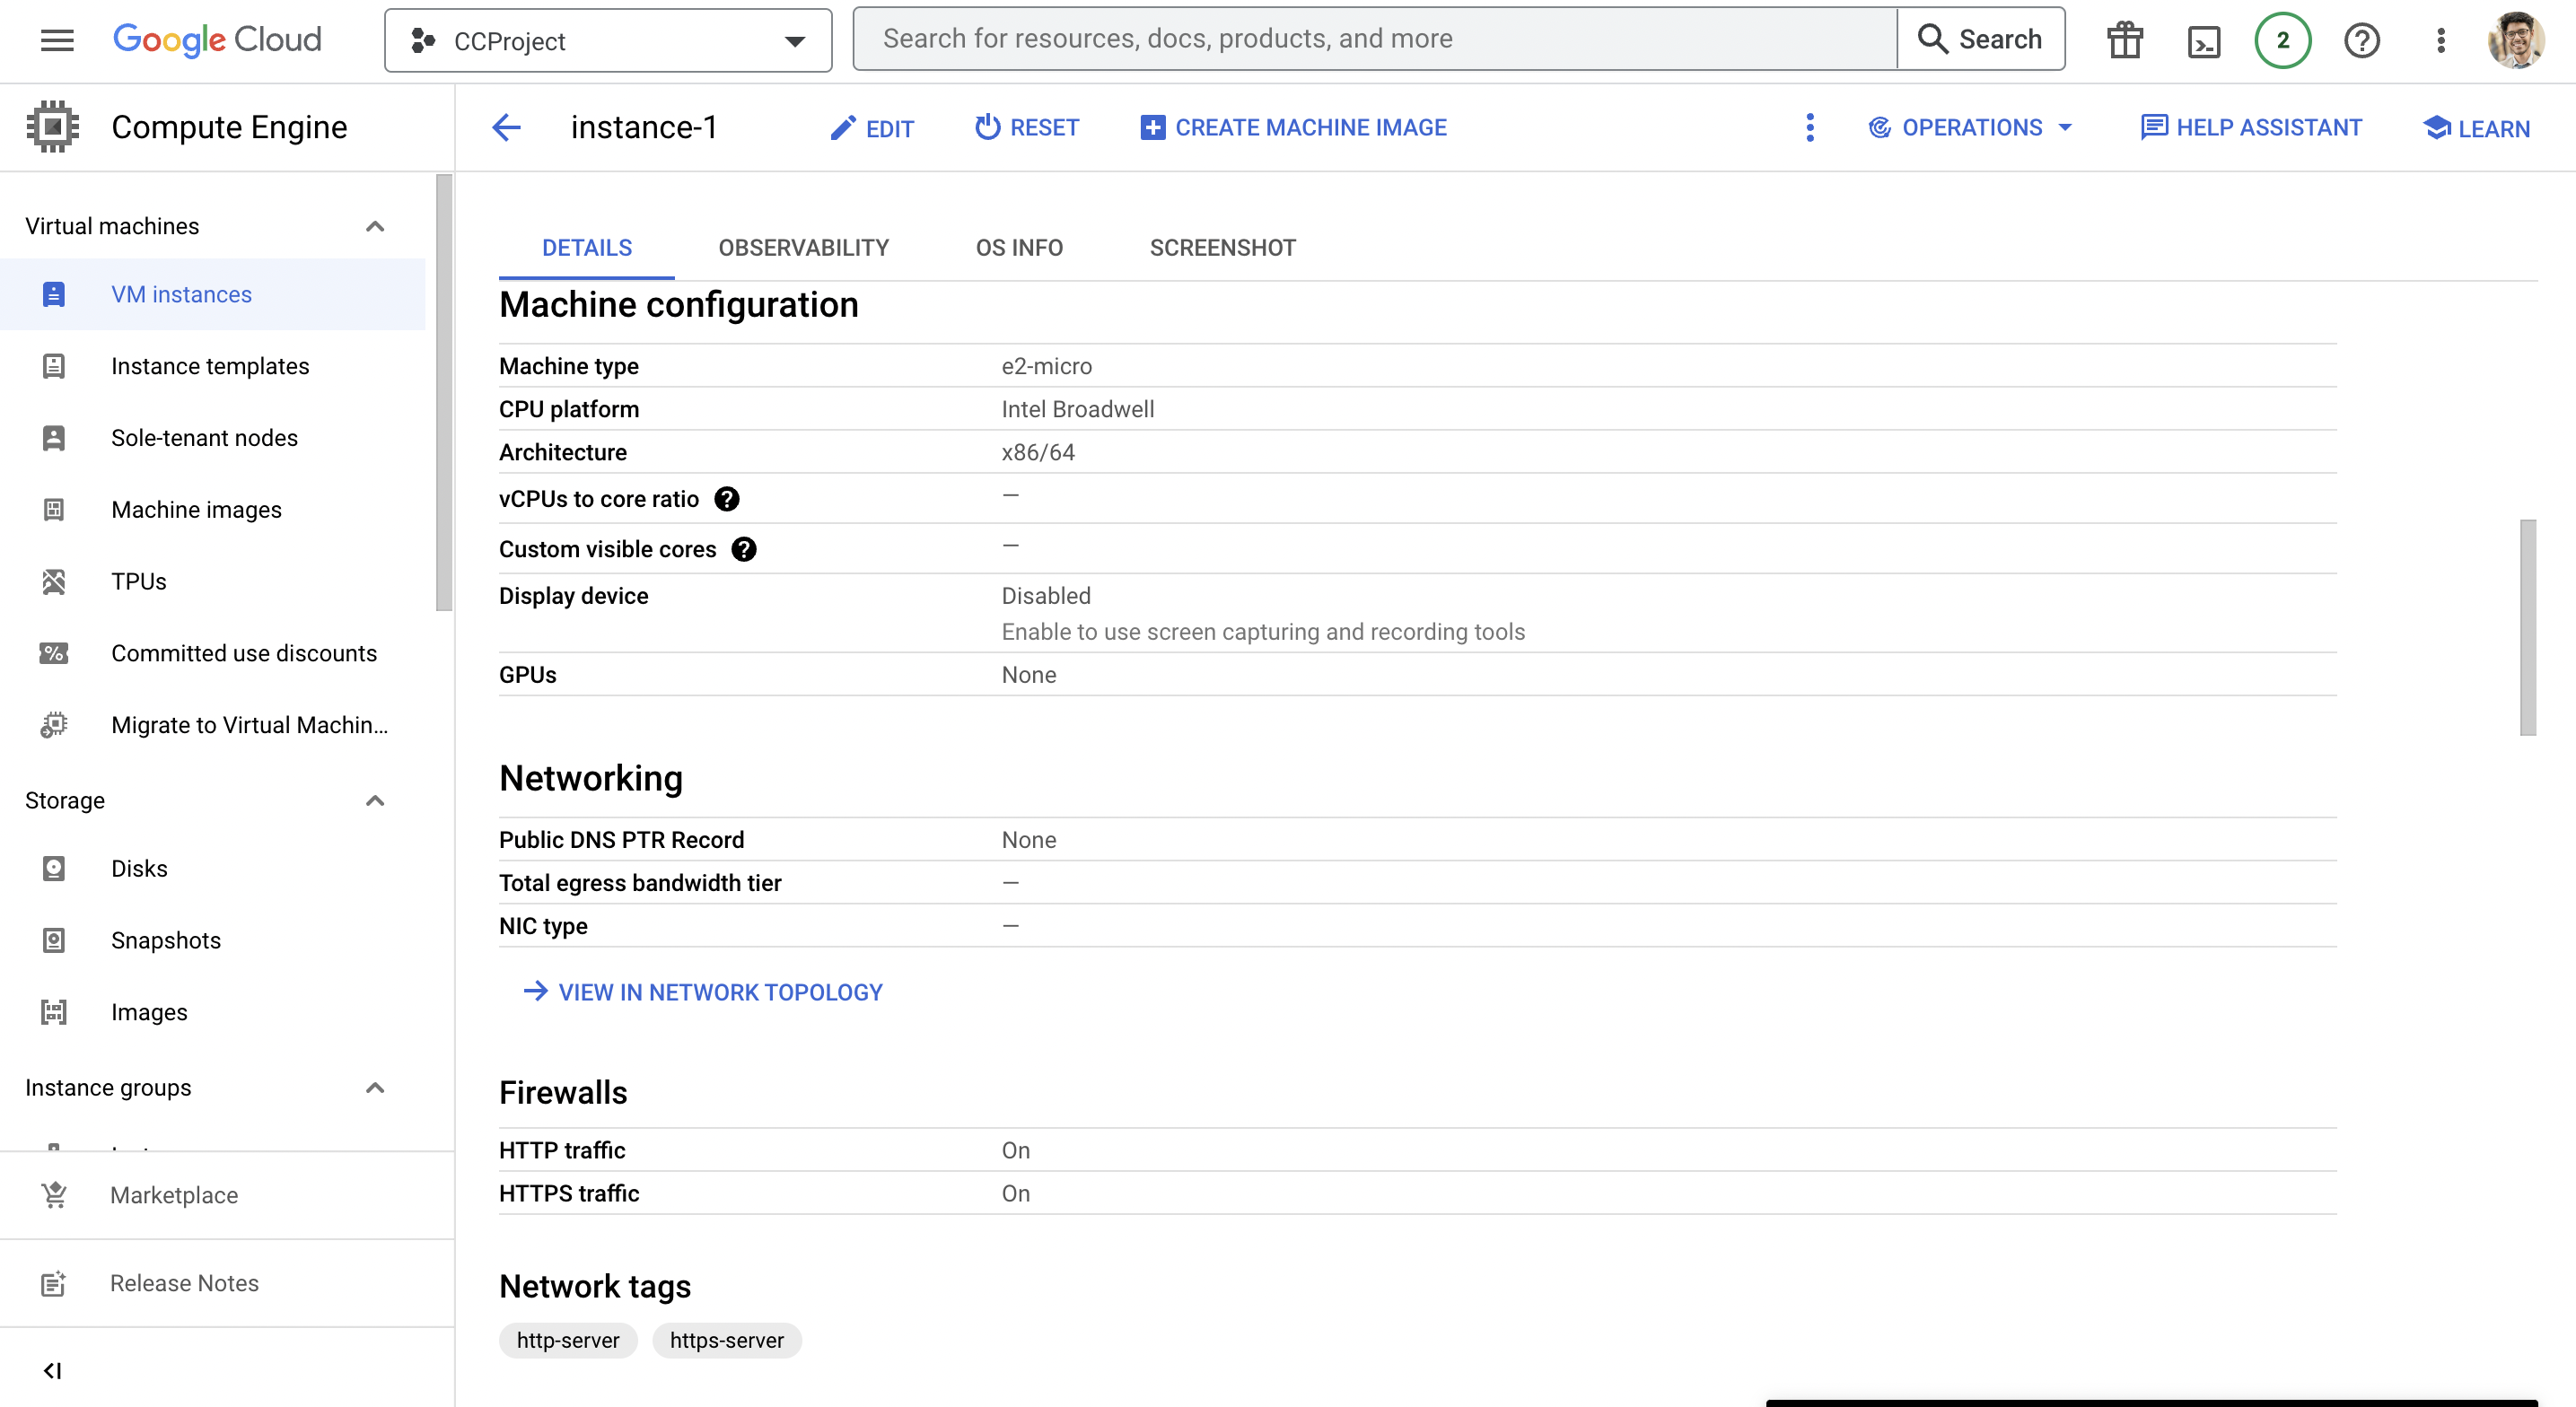 Google Cloud
CCProject
Search for resources, docs, products, and more
Search
2
Compute Engine
instance-1
EDIT
RESET
CREATE MACHINE IMAGE
OPERATIONS
HELP ASSISTANT
LEARN
Virtual machines
VM instances
Instance templates
Sole-tenant nodes
Machine images
TPUs
Committed use discounts
Migrate to Virtual Machin...
Storage
Disks
Snapshots
Images
Instance groups
Marketplace
Release Notes
DETAILS
OBSERVABILITY
OS INFO
SCREENSHOT
Machine configuration
Machine type e2-micro
CPU platform Intel Broadwell
Architecture x86/64
vCPUs to core ratio —
Custom visible cores —
Display device Disabled
Enable to use screen capturing and recording tools
GPUs None
Networking
Public DNS PTR Record None
Total egress bandwidth tier —
NIC type —
VIEW IN NETWORK TOPOLOGY
Firewalls
HTTP traffic On
HTTPS traffic On
Network tags
http-server https-server